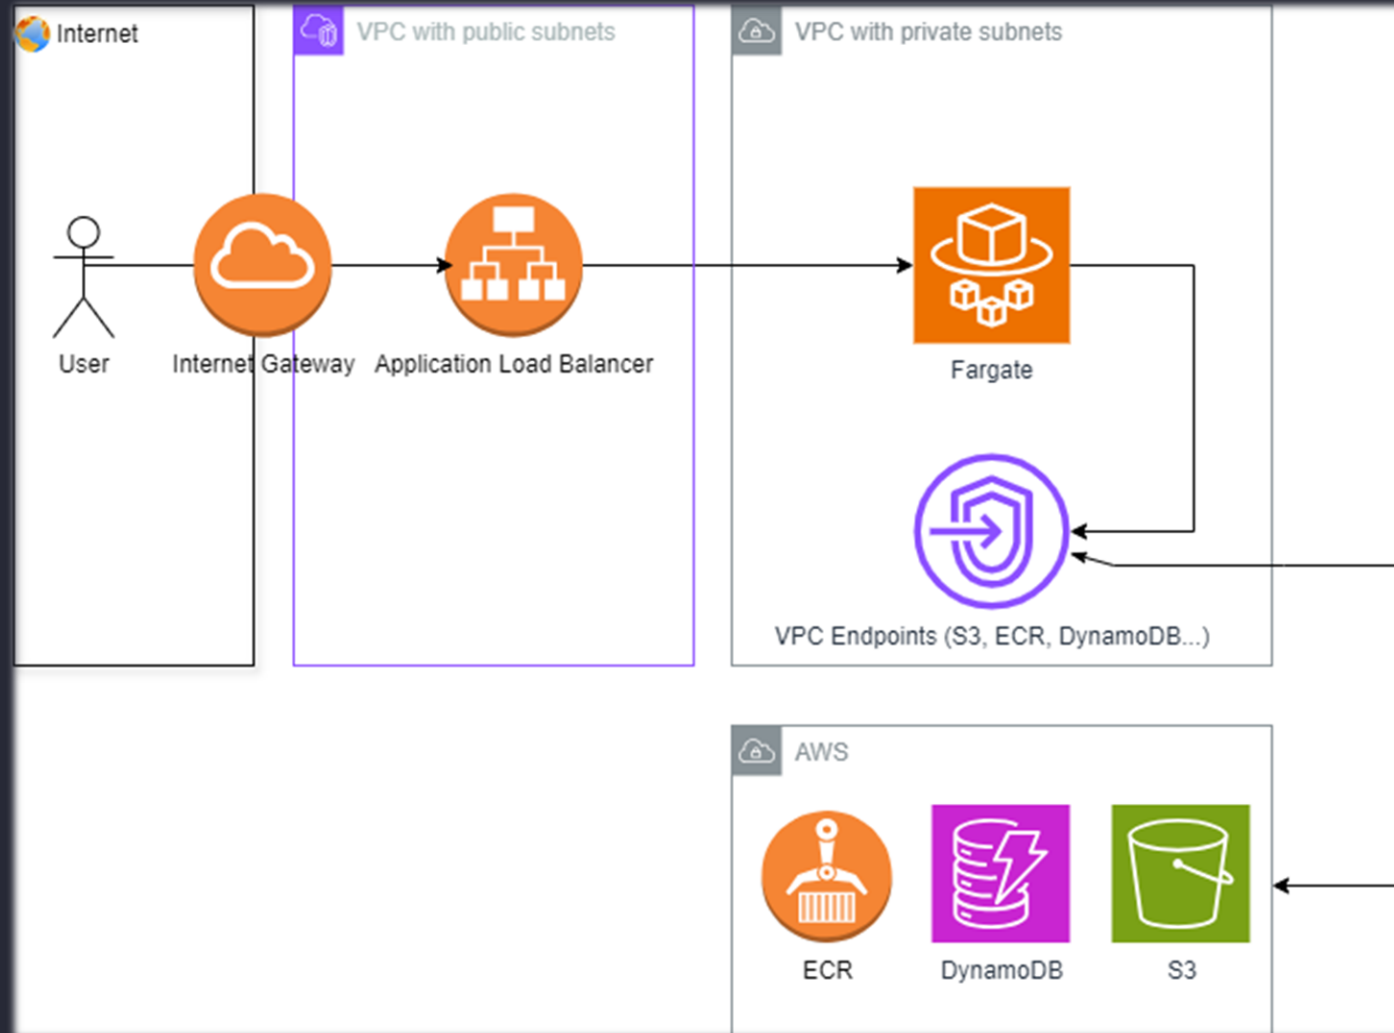 Internet
VPC with public subnets
VPC with private subnets
User
Internet Gateway
Application Load Balancer
Fargate
VPC Endpoints (S3, ECR, DynamoDB...)
AWS
ECR
DynamoDB
S3